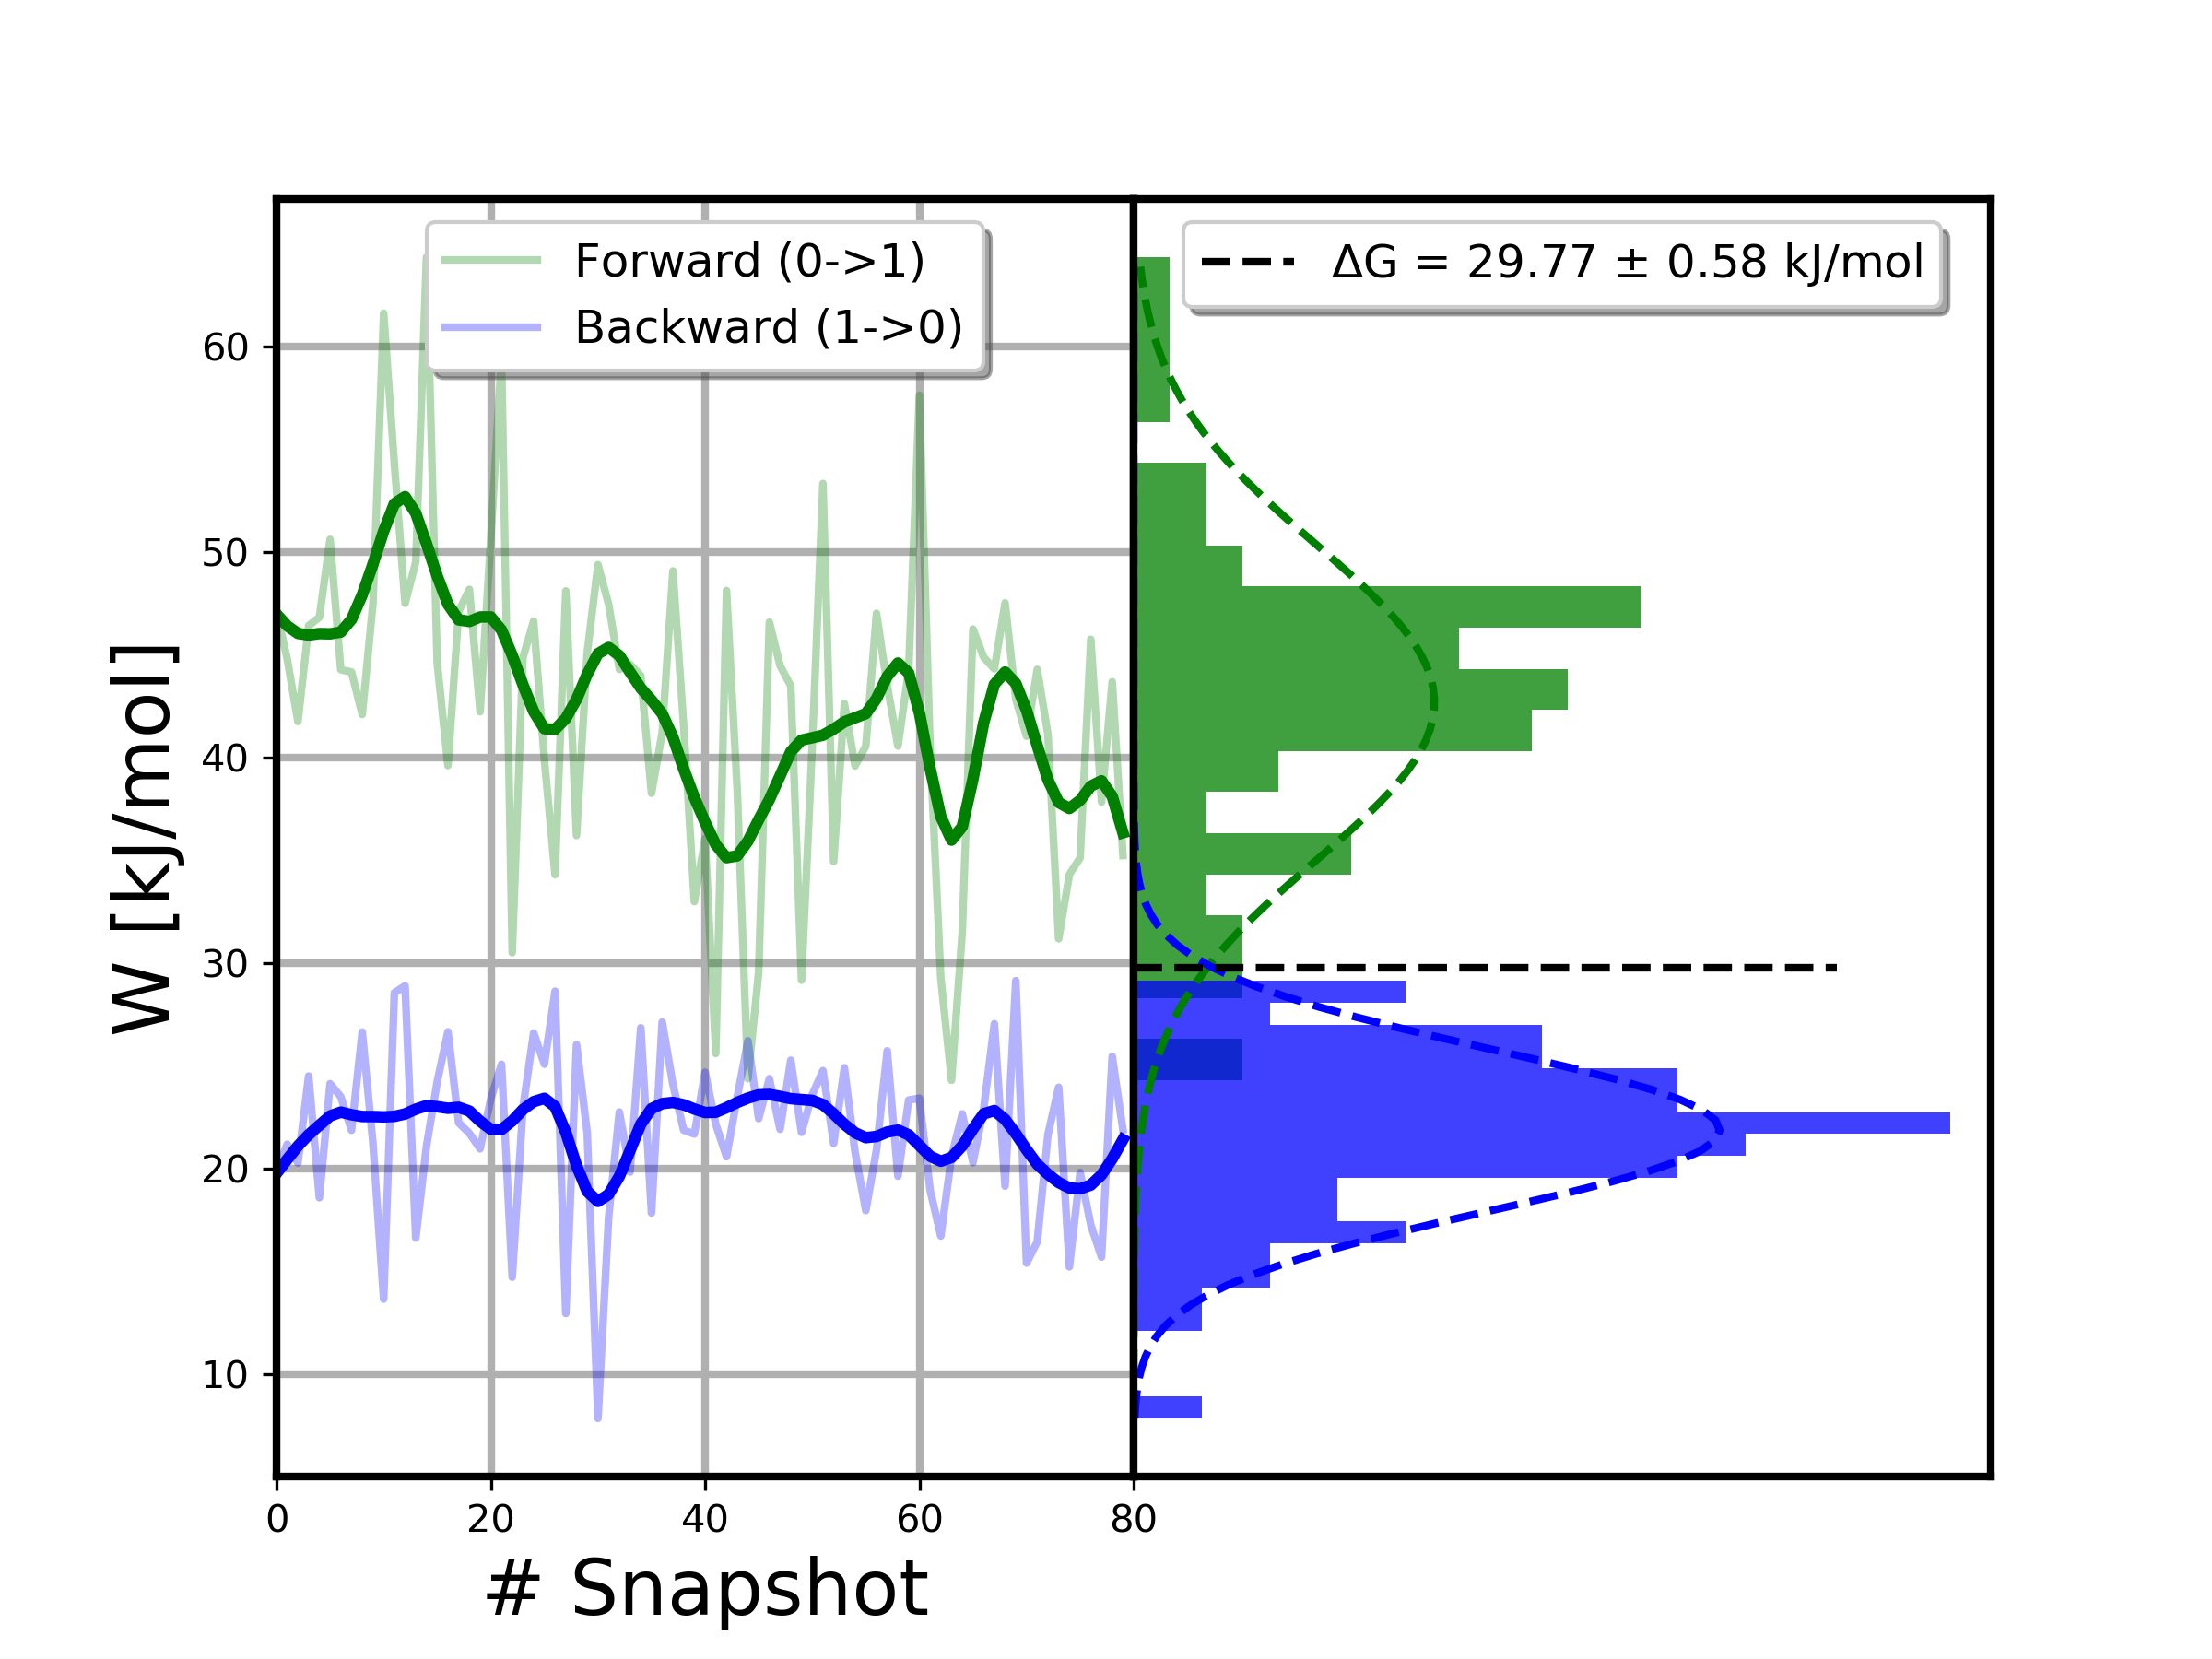 Forward (0->1)
Backward (1->0)
ΔG = 29.77 ± 0.58 kJ/mol
W [kJ/mol]
60
50
40
30
20
10
0 20 40 60 80
# Snapshot